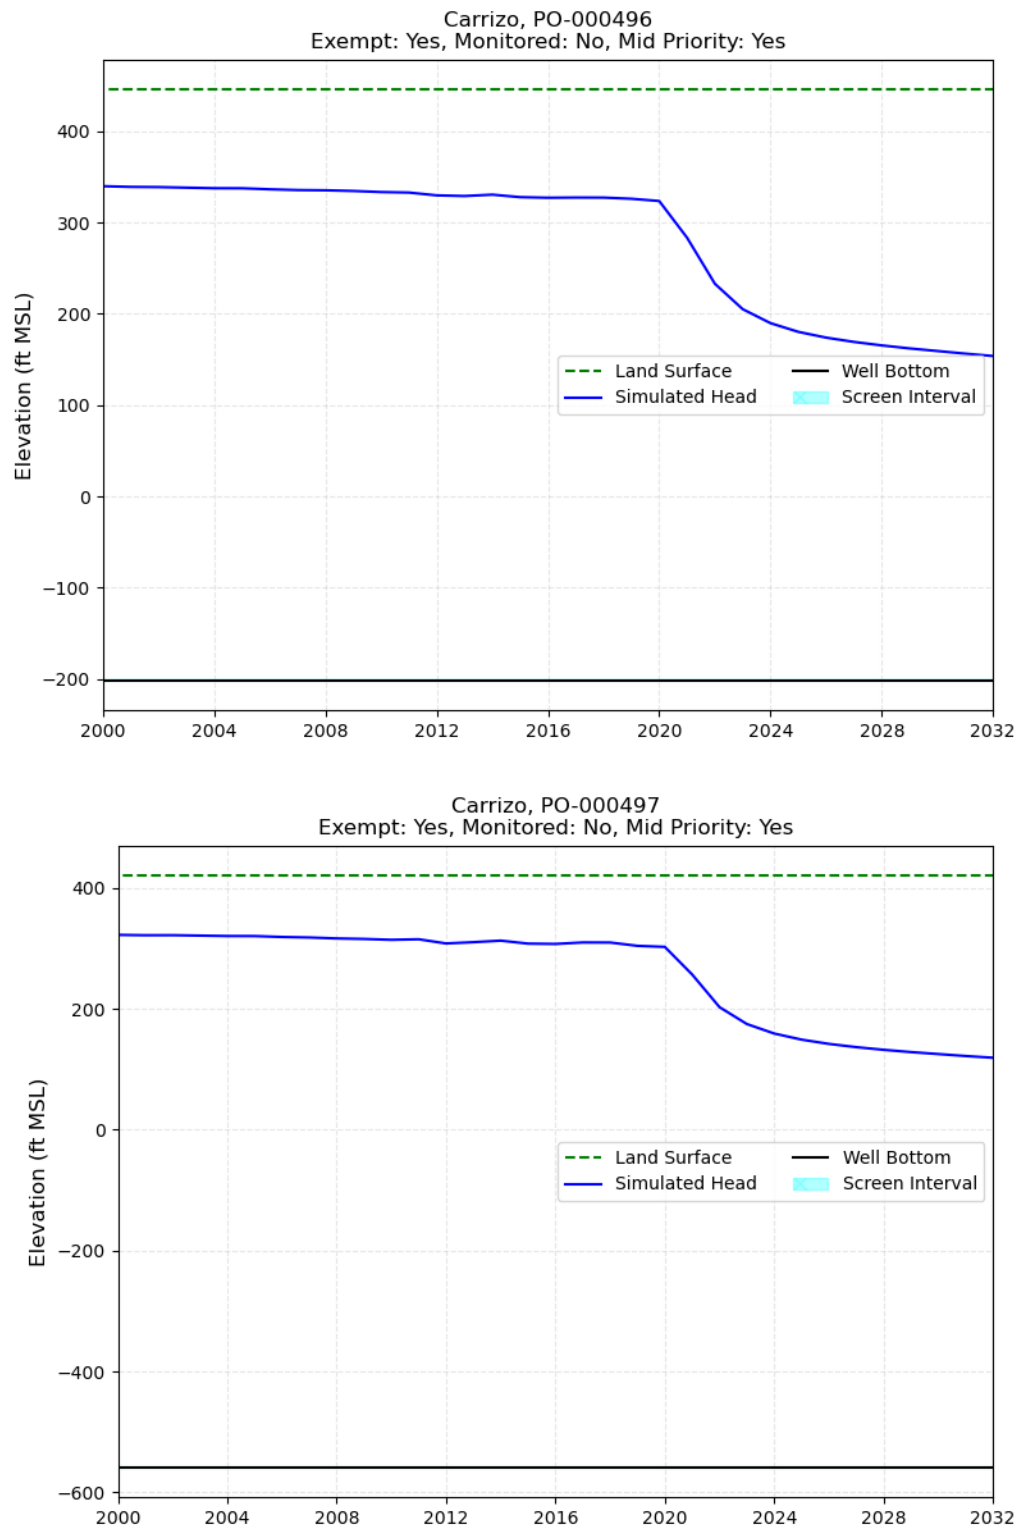 Carrizo, PO-000496
Exempt: Yes, Monitored: No, Mid Priority: Yes
Elevation (ft MSL)
400
300
200
100
0
−100
−200
Land Surface
Simulated Head
Well Bottom
Screen Interval
2000 2004 2008 2012 2016 2020 2024 2028 2032
Carrizo, PO-000497
Exempt: Yes, Monitored: No, Mid Priority: Yes
Elevation (ft MSL)
400
200
0
−200
−400
−600
Land Surface
Simulated Head
Well Bottom
Screen Interval
2000 2004 2008 2012 2016 2020 2024 2028 2032